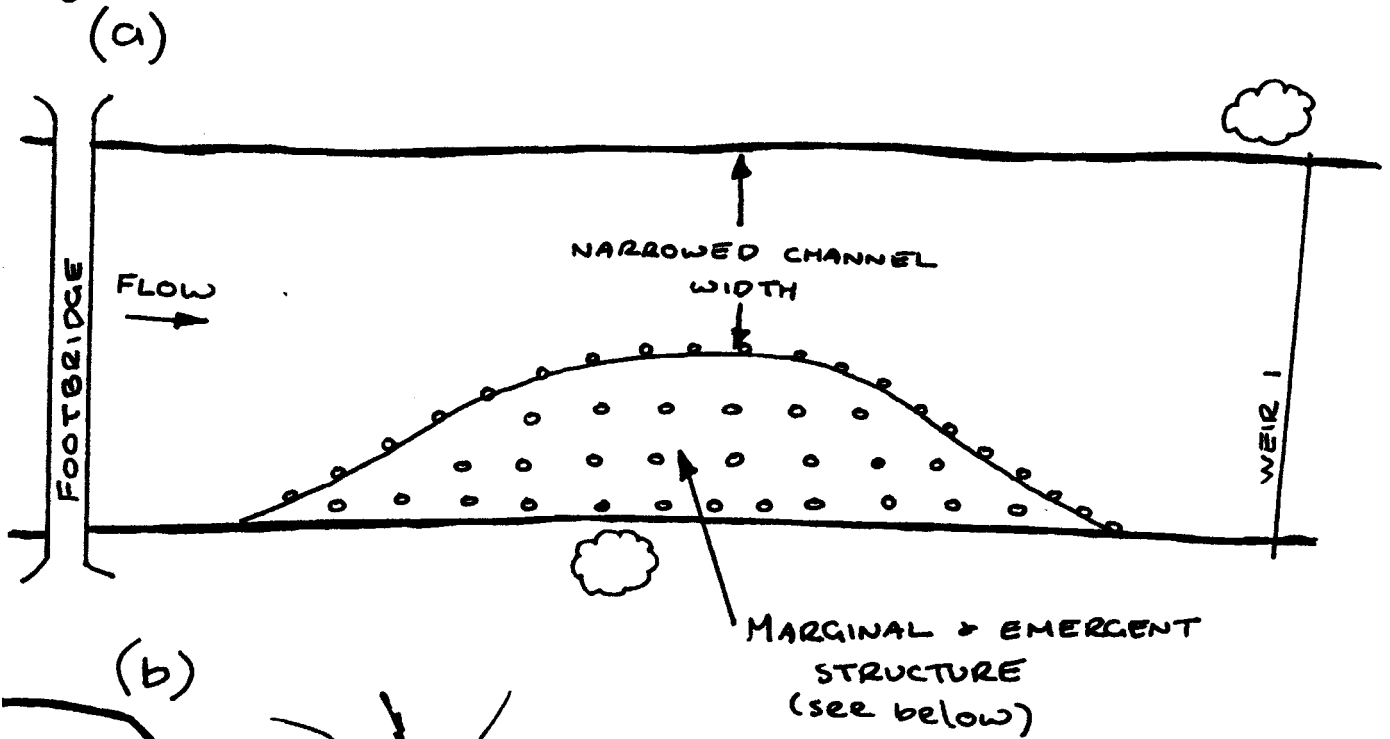 (a)
FOOTBRIDGE
FLOW
NARROWED CHANNEL
WIDTH
WEIR 1
MARGINAL & EMERGENT
STRUCTURE
(see below)
(b)